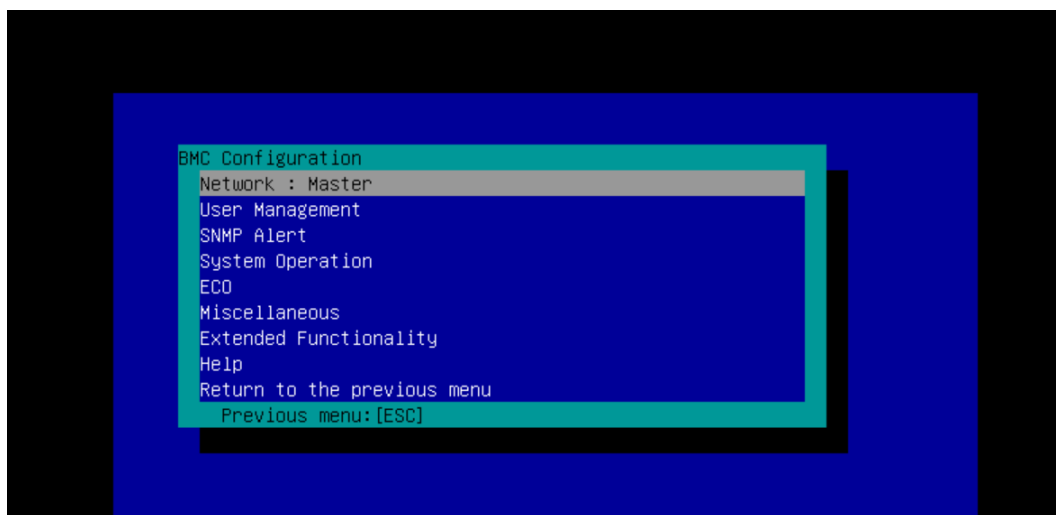 BMC Configuration
Network : Master
User Management
SNMP Alert
System Operation
ECO
Miscellaneous
Extended Functionality
Help
Return to the previous menu
Previous menu:[ESC]